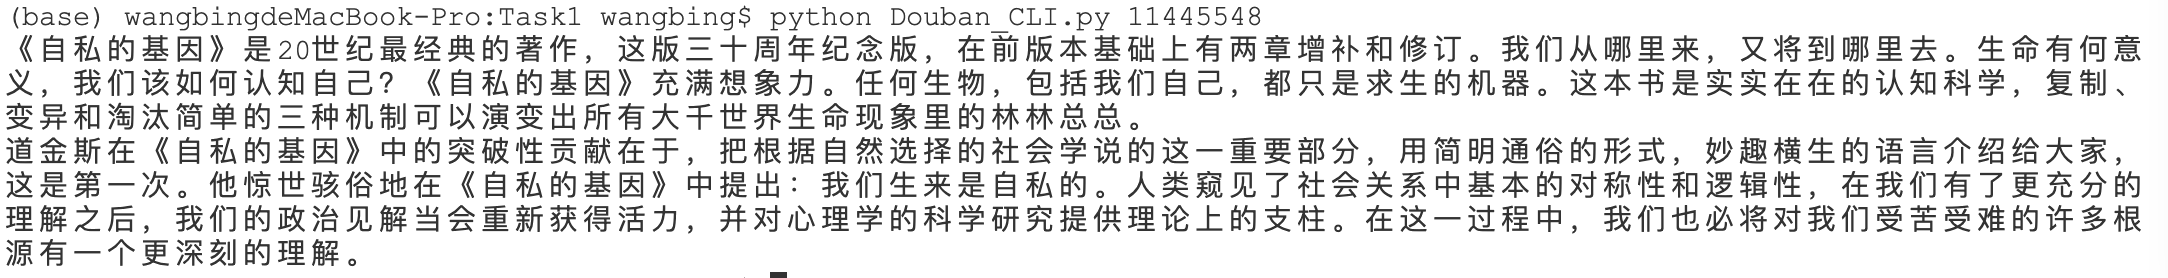 (base) wangbingdeMacBook-Pro:Task1 wangbing$ python Douban_CLI.py 11445548
《自私的基因》是20世纪最经典的著作，这版三十周年纪念版，在前版本基础上有两章增补和修订。我们从哪里来，又将到哪里去。生命有何意
义，我们该如何认知自己？《自私的基因》充满想象力。任何生物，包括我们自己，都只是求生的机器。这本书是实实在在的认知科学，复制、
变异和淘汰简单的三种机制可以演变出所有大千世界生命现象里的林林总总。
道金斯在《自私的基因》中的突破性贡献在于，把根据自然选择的社会学说的这一重要部分，用简明通俗的形式，妙趣横生的语言介绍给大家，
这是第一次。他惊世骇俗地在《自私的基因》中提出：我们生来是自私的。人类窥见了社会关系中基本的对称性和逻辑性，在我们有了更充分的
理解之后，我们的政治见解当会重新获得活力，并对心理学的科学研究提供理论上的支柱。在这一过程中，我们也必将对我们受苦受难的许多根
源有一个更深刻的理解。